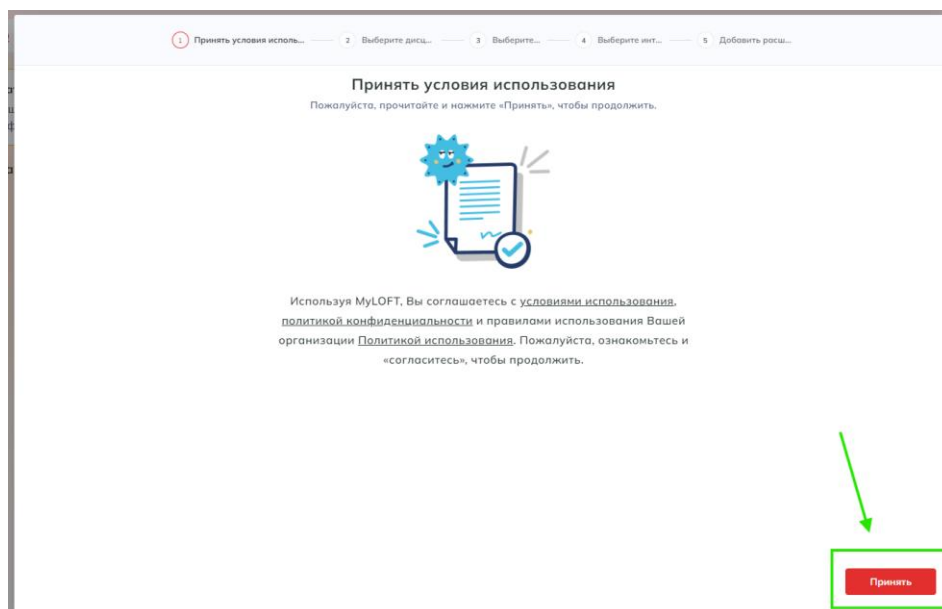 1 Принять условия исполь... 2 Выберите дисц... 3 Выберите... 4 Выберите инт... 5 Добавить расш...
Принять условия использования
Пожалуйста, прочитайте и нажмите «Принять», чтобы продолжить.
Используя MyLOFT, Вы соглашаетесь с условиями использования,
политикой конфиденциальности и правилами использования Вашей
организации Политикой использования. Пожалуйста, ознакомьтесь и
«согласитесь», чтобы продолжить.
Принять